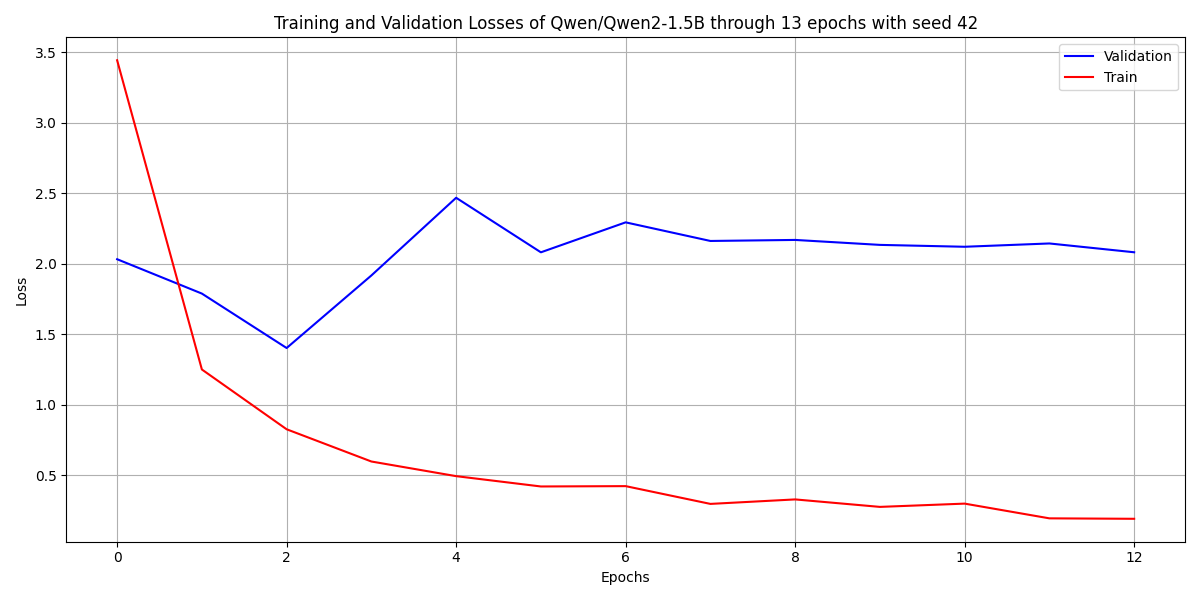 Training and Validation Losses of Qwen/Qwen2-1.5B through 13 epochs with seed 42
Validation
Train
3.5
3.0
2.5
2.0
1.5
1.0
0.5
Loss
0 2 4 6 8 10 12
Epochs